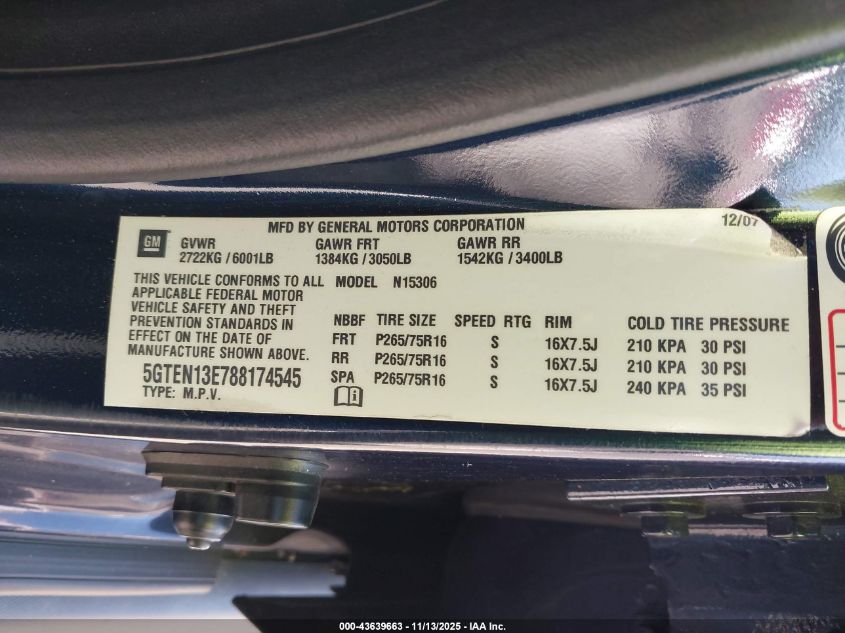 MFD BY GENERAL MOTORS CORPORATION 12/07
GM
GVWR GAWR FRT GAWR RR
2722KG / 6001LB 1384KG / 3050LB 1542KG / 3400LB
THIS VEHICLE CONFORMS TO ALL
APPLICABLE FEDERAL MOTOR
VEHICLE SAFETY AND THEFT
PREVENTION STANDARDS IN
EFFECT ON THE DATE OF
MANUFACTURE SHOWN ABOVE.
5GTEN13E788174545
TYPE: M.P.V.
MODEL N15306
NBBF TIRE SIZE SPEED RTG RIM COLD TIRE PRESSURE
FRT P265/75R16 S 16X7.5J 210 KPA 30 PSI
RR P265/75R16 S 16X7.5J 210 KPA 30 PSI
SPA P265/75R16 S 16X7.5J 240 KPA 35 PSI
000-43639663 - 11/13/2025 - IAA Inc.